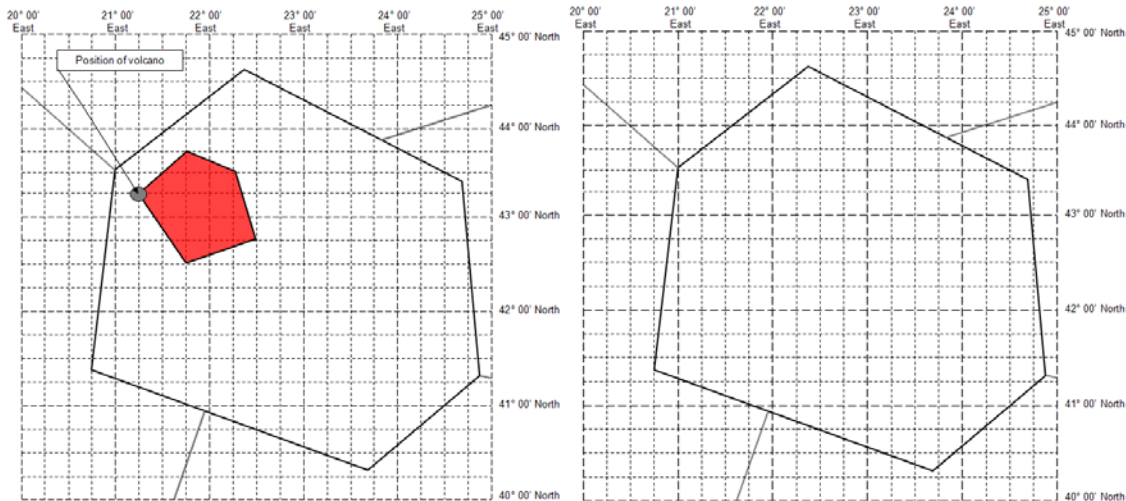 20° 00'
East
21° 00'
East
22° 00'
East
23° 00'
East
24° 00'
East
25° 00'
East
45° 00' North
Position of volcano
44° 00' North
43° 00' North
42° 00' North
41° 00' North
40° 00' North
20° 00'
East
21° 00'
East
22° 00'
East
23° 00'
East
24° 00'
East
25° 00'
East
45° 00' North
44° 00' North
43° 00' North
42° 00' North
41° 00' North
40° 00' North